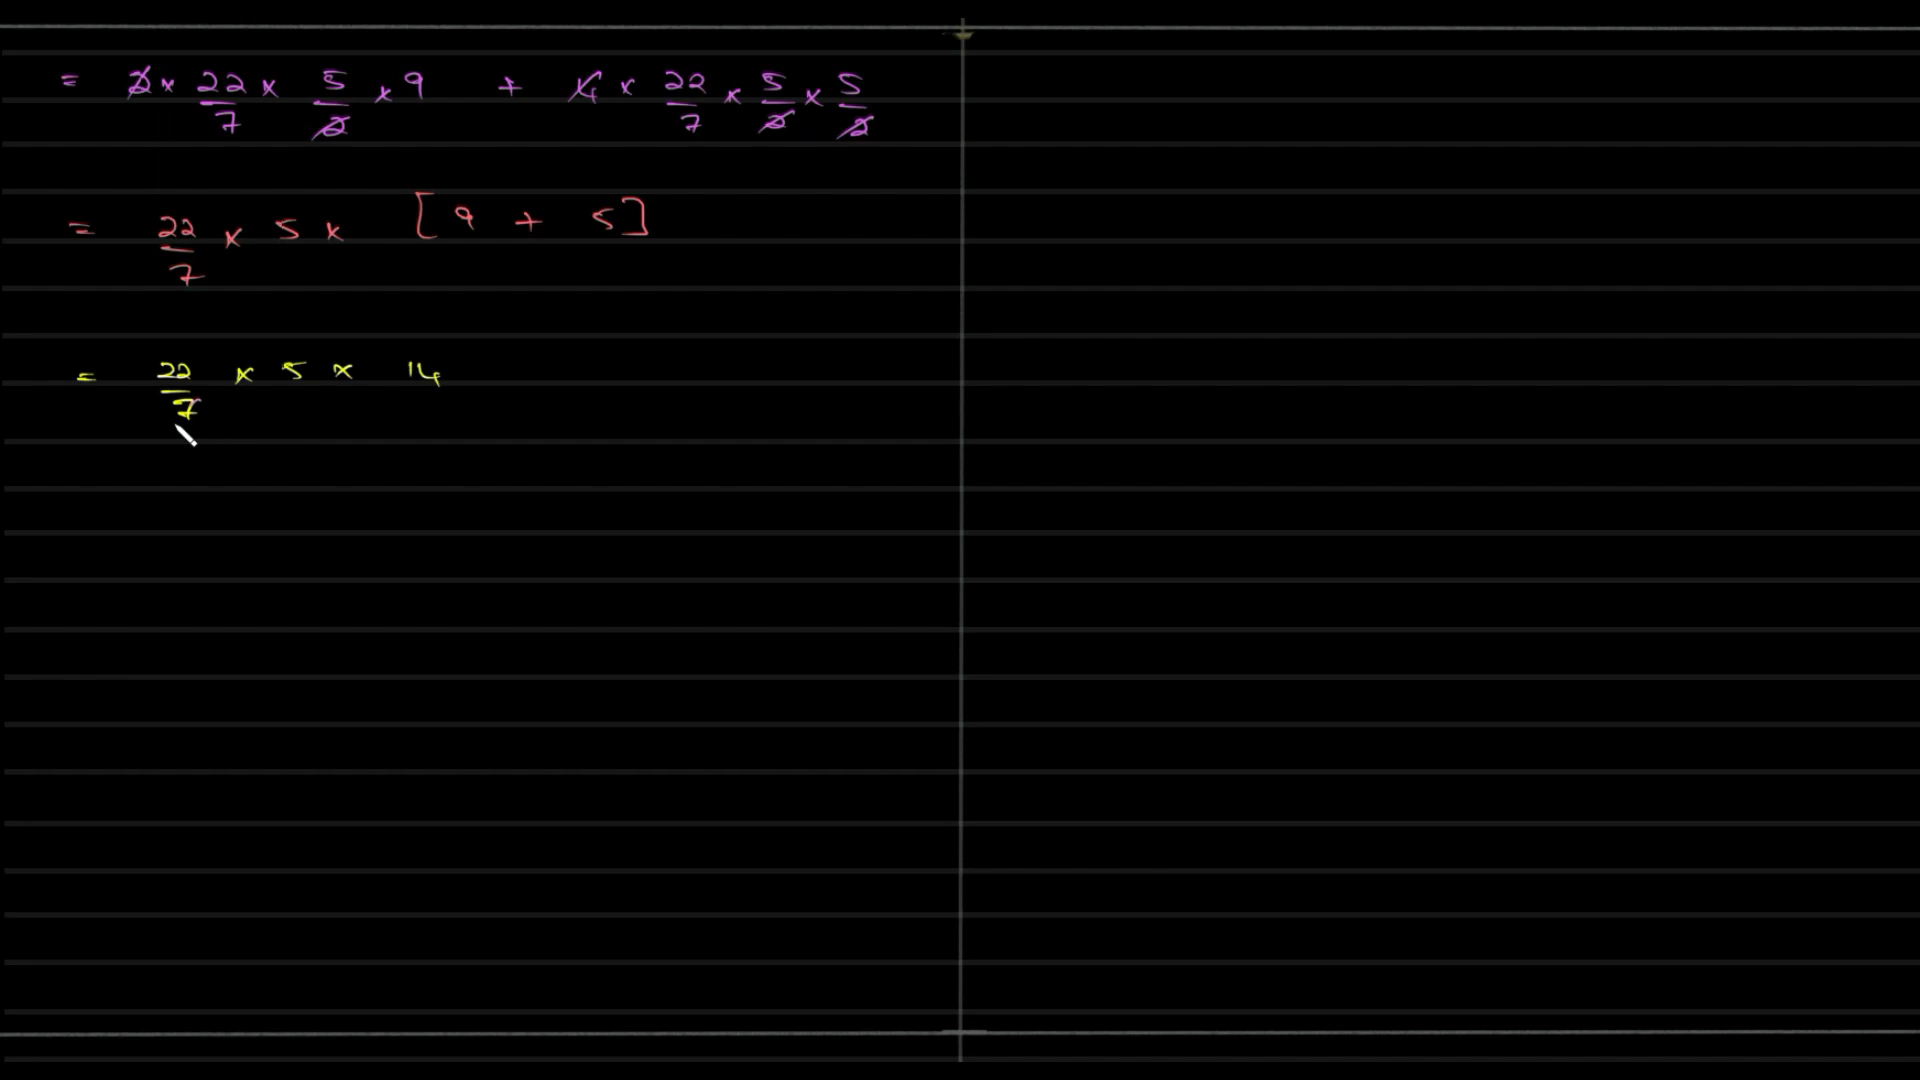 = 2 × 22/7 × 5/2 × 9 + 4 × 22/7 × 5/2 × 5/2
= 22/7 × 5 × [9 + 5]
= 22/7 × 5 × 14